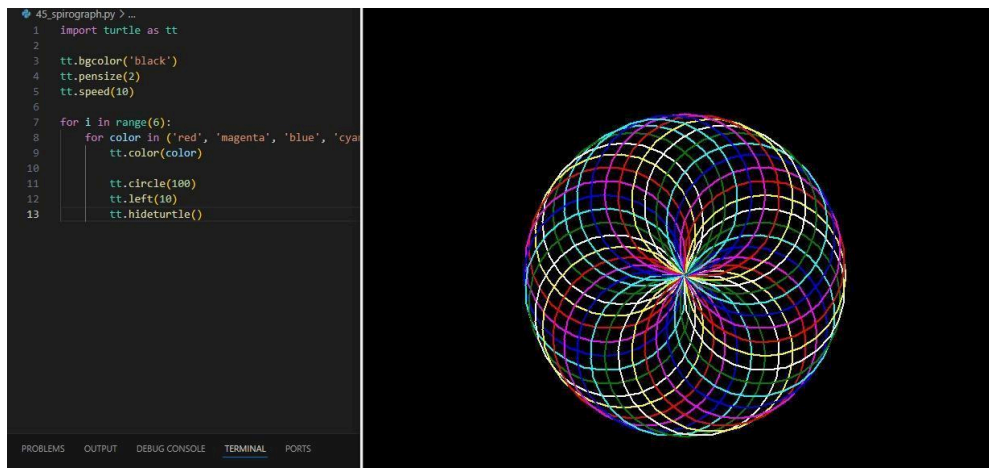 45_spirograph.py > ...
1 import turtle as tt
2
3 tt.bgcolor('black')
4 tt.pensize(2)
5 tt.speed(10)
6
7 for i in range(6):
8     for color in ('red', 'magenta', 'blue', 'cya
9         tt.color(color)
10
11         tt.circle(100)
12         tt.left(10)
13         tt.hideturtle()
PROBLEMS OUTPUT DEBUG CONSOLE TERMINAL PORTS